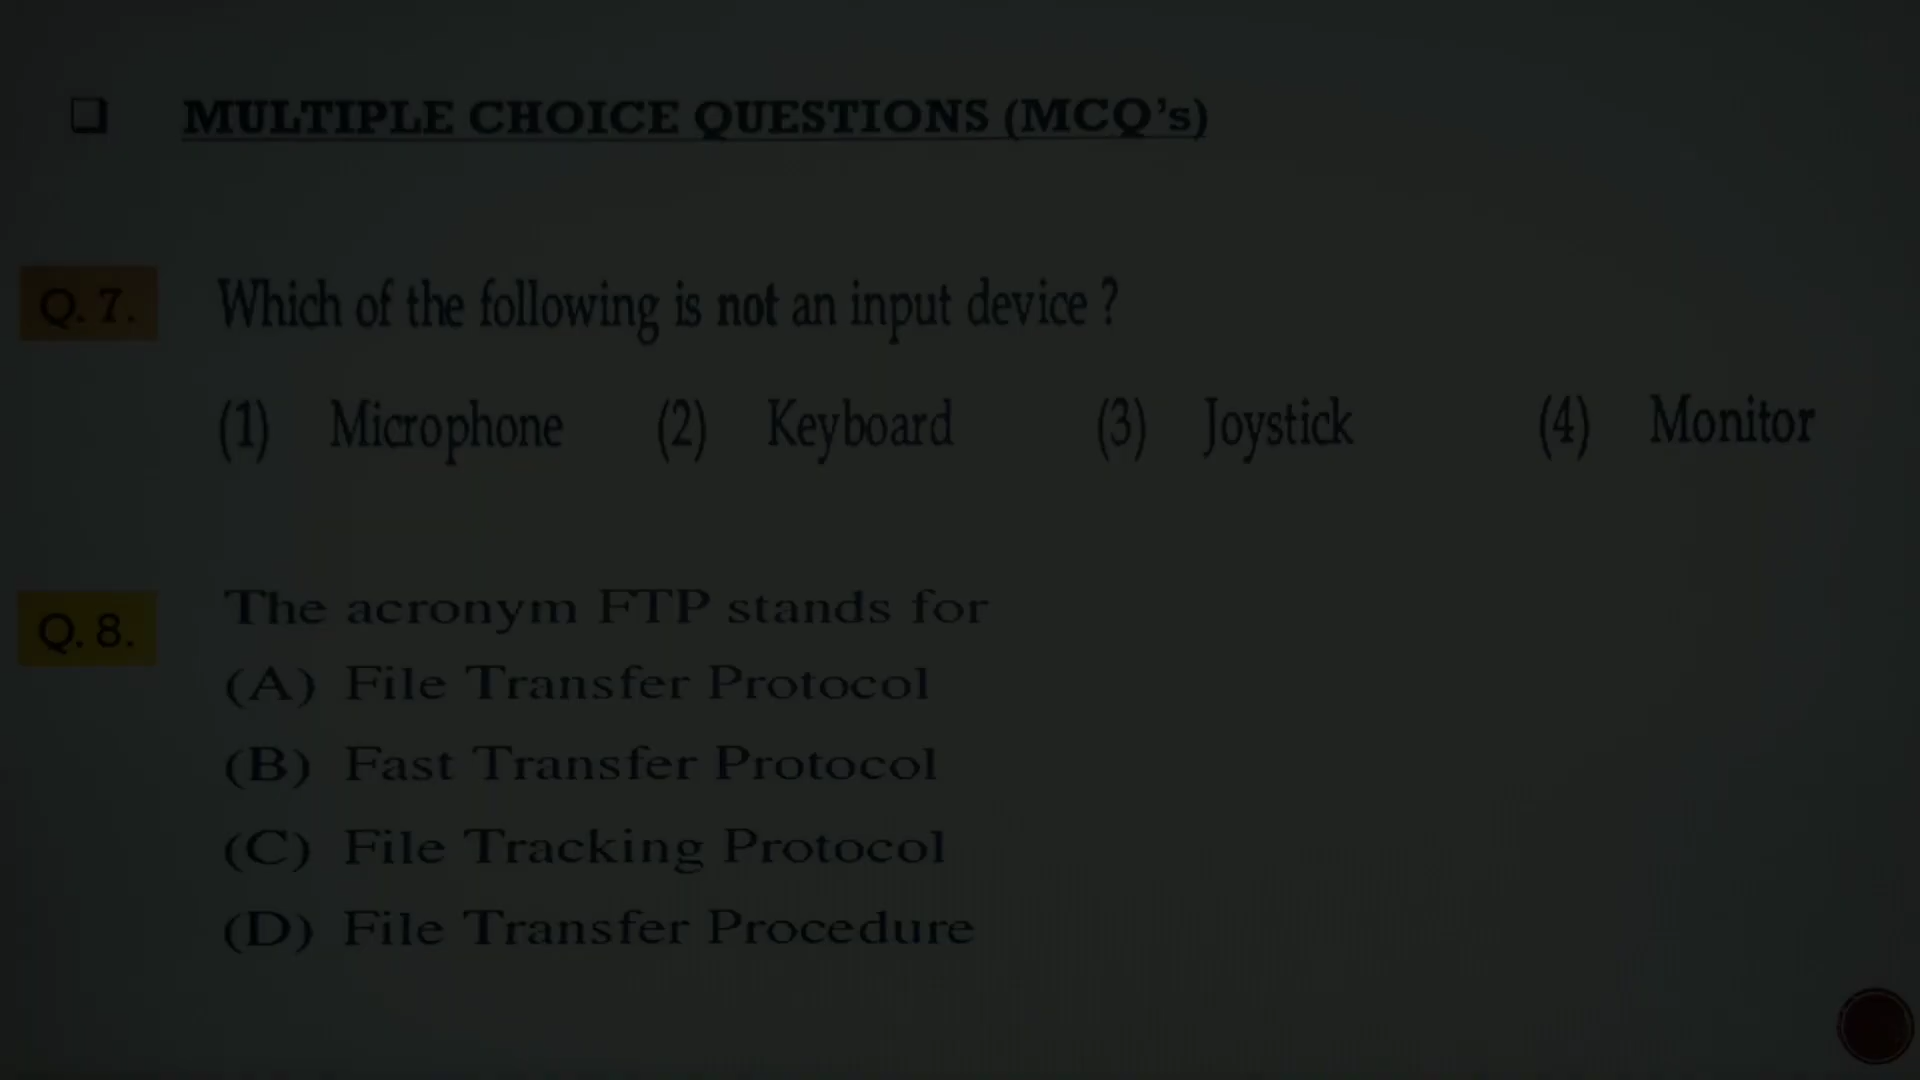 ❑ MULTIPLE CHOICE QUESTIONS (MCQ’s)
Q. 7. Which of the following is not an input device ?
(1) Microphone (2) Keyboard (3) Joystick (4) Monitor
Q. 8. The acronym FTP stands for
(A) File Transfer Protocol
(B) Fast Transfer Protocol
(C) File Tracking Protocol
(D) File Transfer Procedure